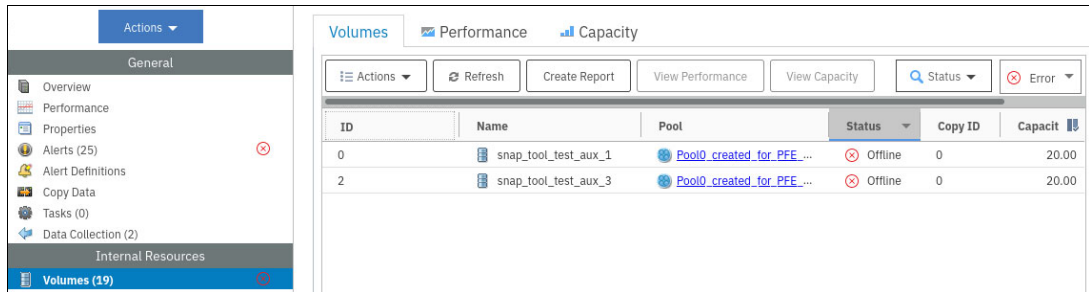 Actions
General
Overview
Performance
Properties
Alerts (25)
Alert Definitions
Copy Data
Tasks (0)
Data Collection (2)
Internal Resources
Volumes (19)
Volumes Performance Capacity
Actions Refresh Create Report View Performance View Capacity Status Error
ID Name Pool Status Copy ID Capacit
0 snap_tool_test_aux_1 Pool0_created_for_PFE_... Offline 0 20.00
2 snap_tool_test_aux_3 Pool0_created_for_PFE_... Offline 0 20.00